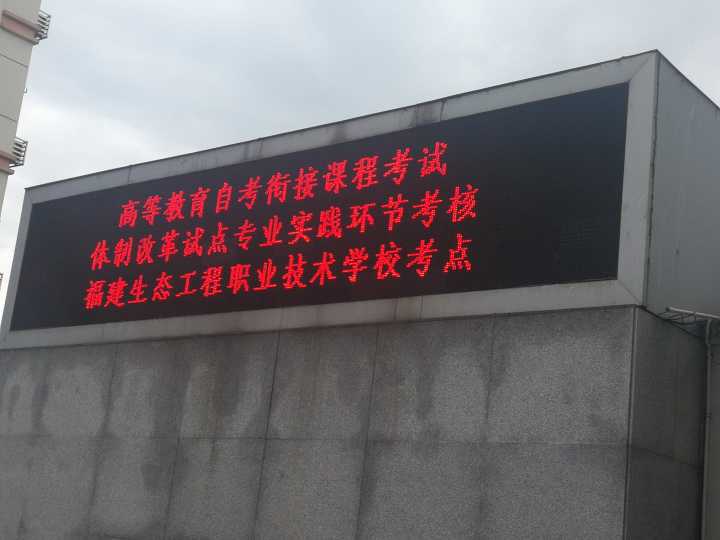 高等教育自考衔接课程考试
体制改革试点专业实践环节考核
福建生态工程职业技术学校考点